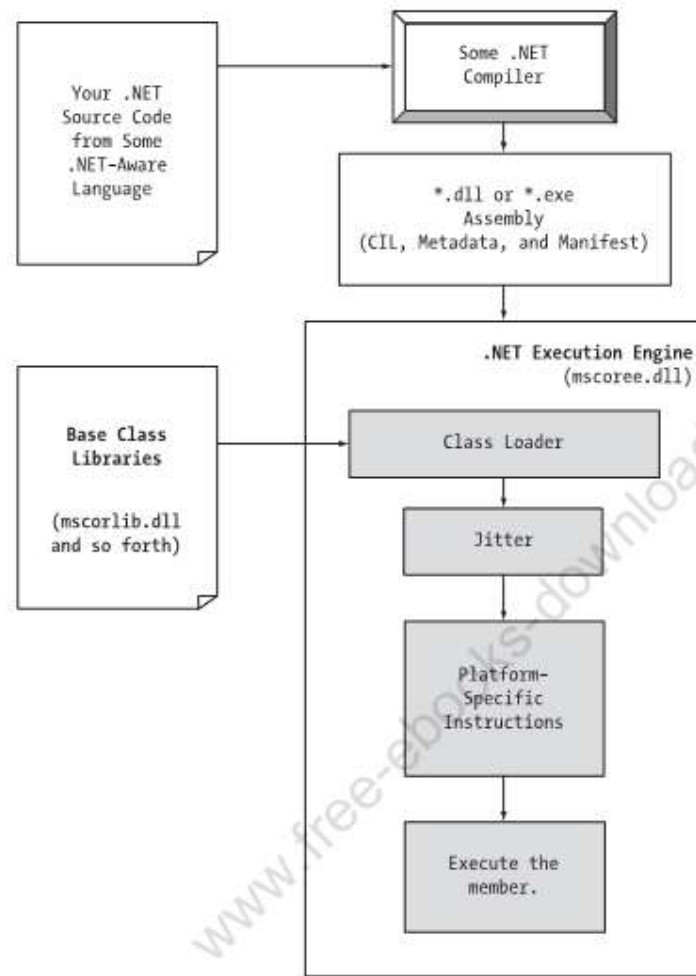 Your .NET
Source Code
from Some
.NET-Aware
Language
Some .NET
Compiler
*.dll or *.exe
Assembly
(CIL, Metadata, and Manifest)
.NET Execution Engine
(mscoree.dll)
Base Class
Libraries
(mscorlib.dll
and so forth)
Class Loader
Jitter
Platform-
Specific
Instructions
Execute the
member.
www.free-ebooks-download